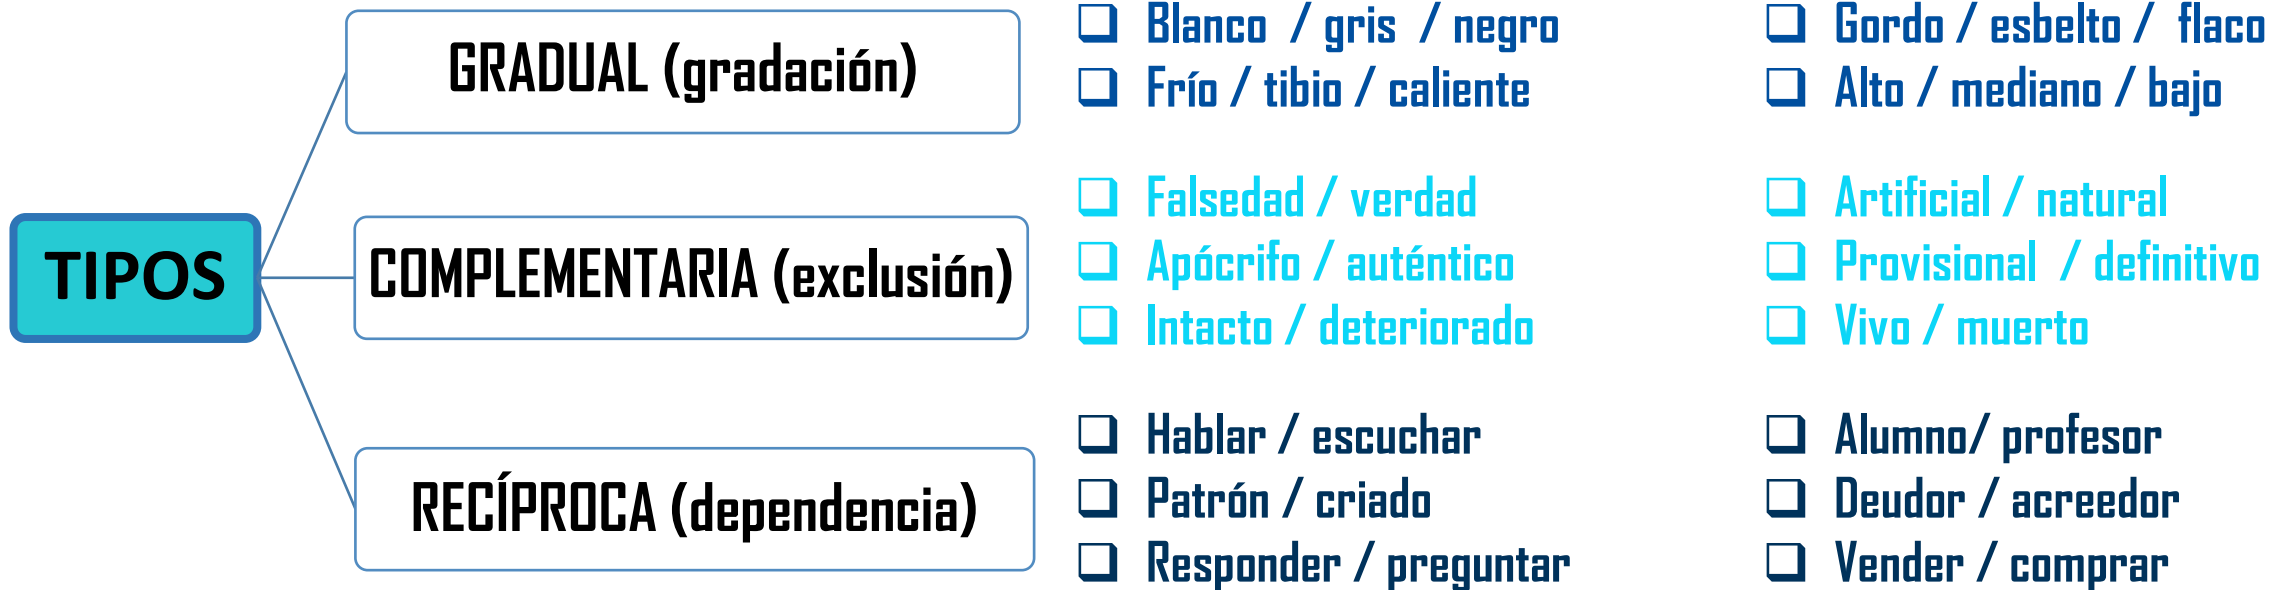 TIPOS
GRADUAL (gradación)
Blanco / gris / negro
Frío / tibio / caliente
Gordo / esbelto / flaco
Alto / mediano / bajo
COMPLEMENTARIA (exclusión)
Falsedad / verdad
Apócrifo / auténtico
Intacto / deteriorado
Artificial / natural
Provisional / definitivo
Vivo / muerto
RECÍPROCA (dependencia)
Hablar / escuchar
Patrón / criado
Responder / preguntar
Alumno/ profesor
Deudor / acreedor
Vender / comprar